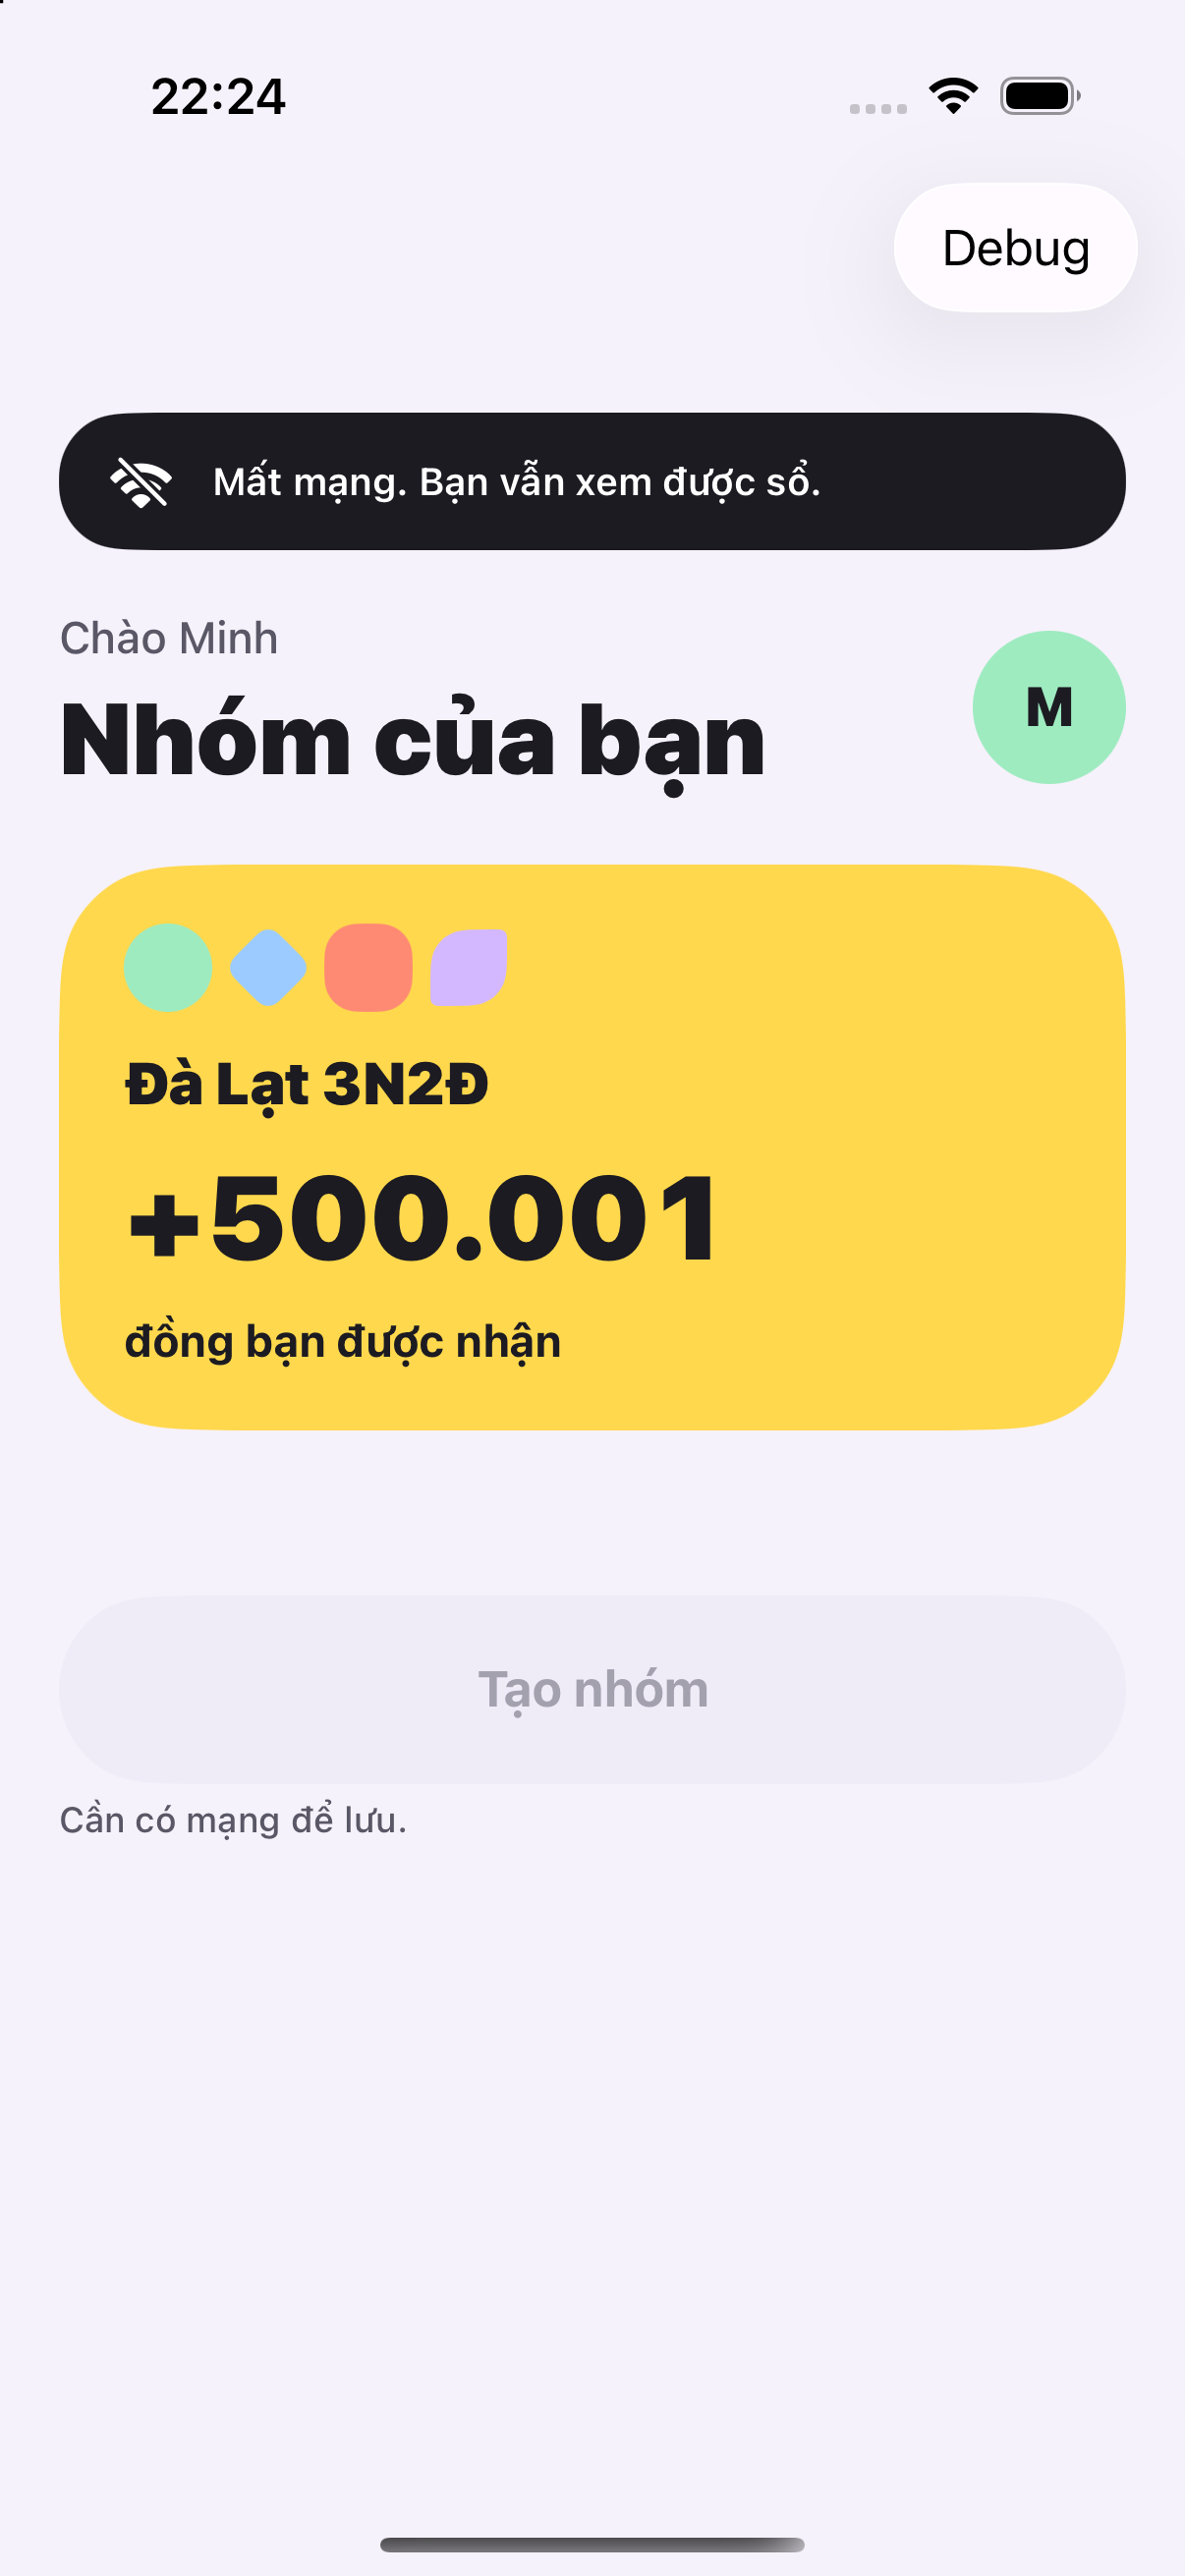 22:24
Debug
Mất mạng. Bạn vẫn xem được sổ.
Chào Minh
Nhóm của bạn
M
Đà Lạt 3N2Đ
+500.001
đồng bạn được nhận
Tạo nhóm
Cần có mạng để lưu.